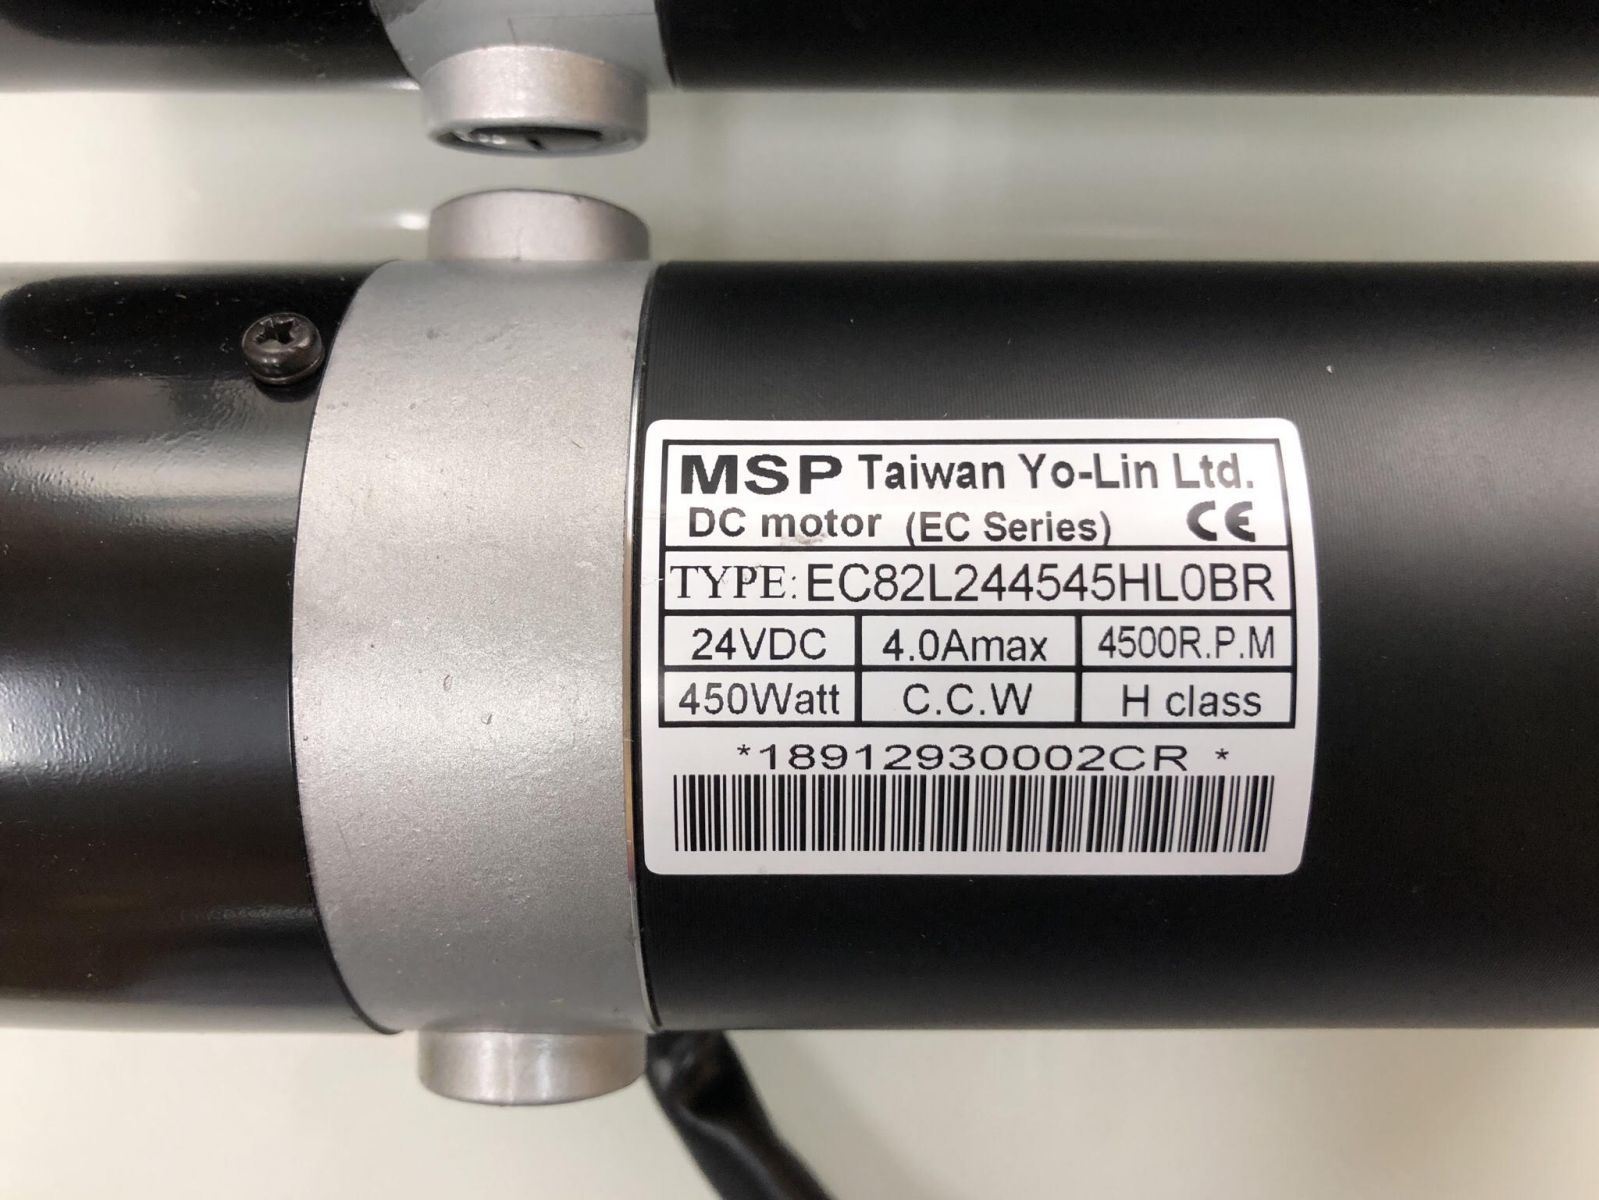 MSP Taiwan Yo-Lin Ltd.
DC motor (EC Series) CE
TYPE: EC82L244545HL0BR
24VDC 4.0Amax 4500R.P.M
450Watt C.C.W H class
*18912930002CR *